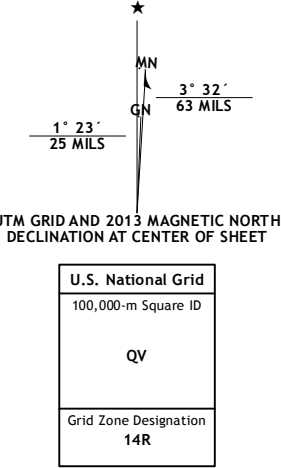 MN
3° 32´
63 MILS
GN
1° 23´
25 MILS
UTM GRID AND 2013 MAGNETIC NORTH
DECLINATION AT CENTER OF SHEET
U.S. National Grid
100,000-m Square ID
QV
Grid Zone Designation
14R